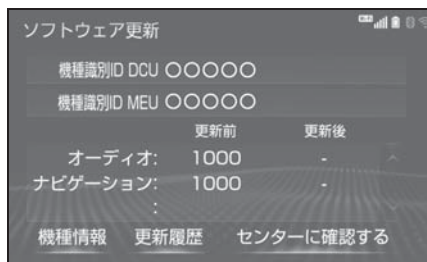 ソフトウェア更新
機種識別ID DCU 〇〇〇〇〇
機種識別ID MEU 〇〇〇〇〇
更新前 更新後
オーディオ: 1000 -
ナビゲーション: 1000 -
:
機種情報 更新履歴 センターに確認する